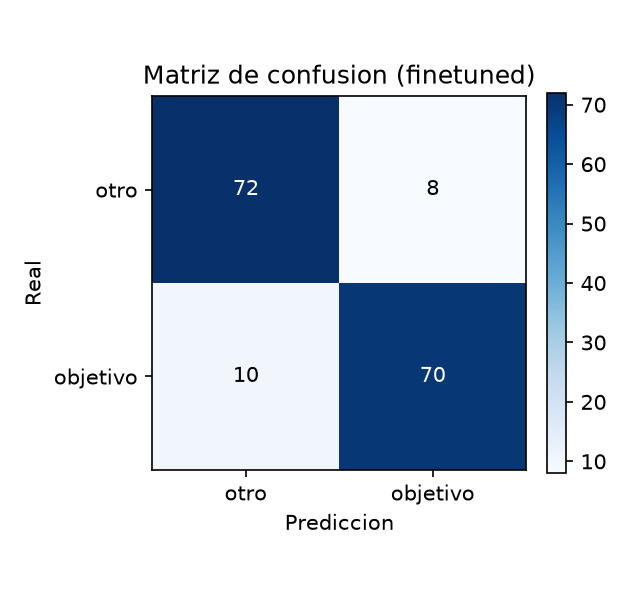 Matriz de confusion (finetuned)
Real
otro
72
8
objetivo
10
70
otro
objetivo
Prediccion
70
60
50
40
30
20
10